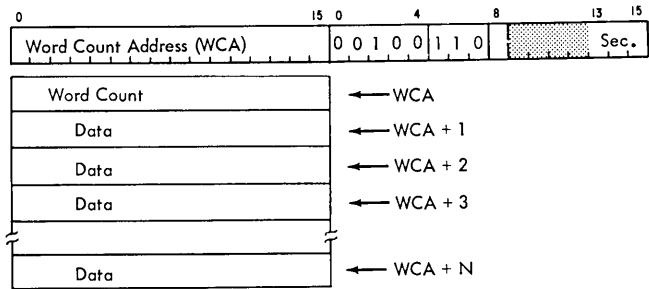 0 15 0 4 8 13 15
Word Count Address (WCA) 0 0 1 0 0 1 1 0 Sec.
Word Count WCA
Data WCA + 1
Data WCA + 2
Data WCA + 3
Data WCA + N